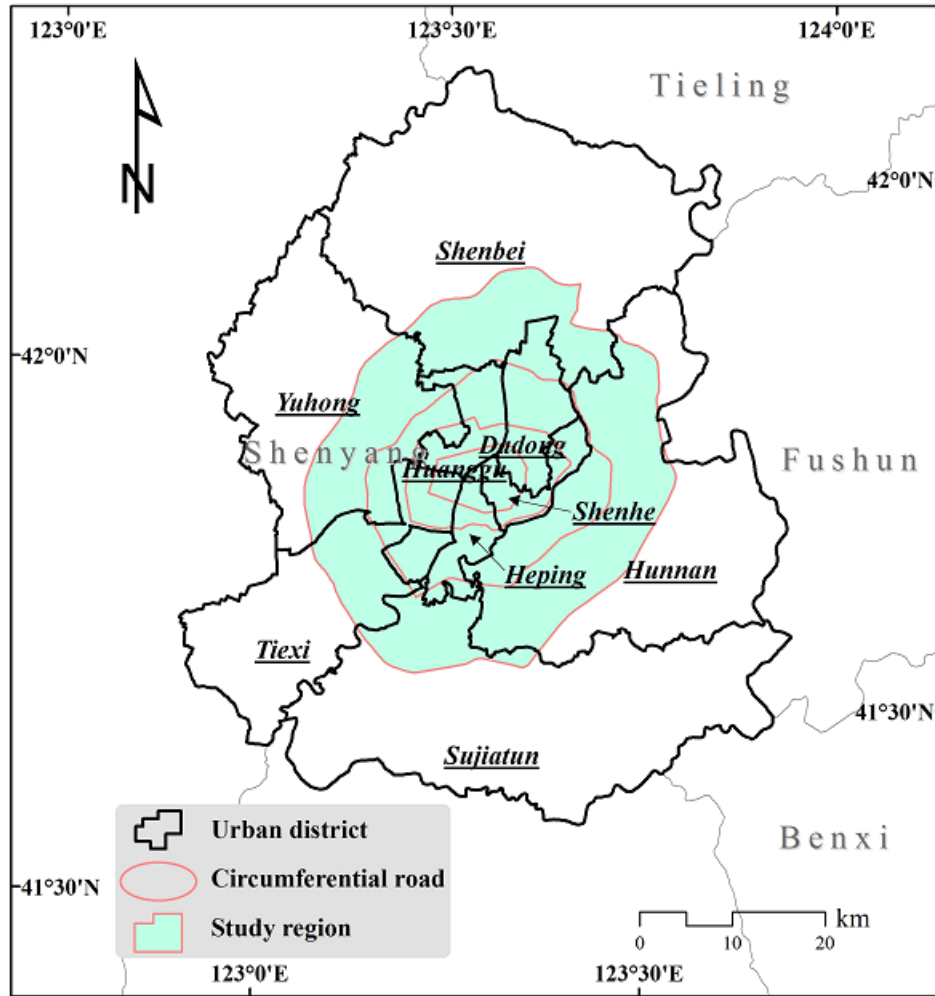 123°0'E
123°30'E
124°0'E
Tieling
N
42°0'N
Shenbei
42°0'N
Yuhong
Shenyang
Dadong
Huanggu
Fushun
Shenhe
Heping
Hunnan
Tiexi
41°30'N
Sujiatun
Urban district
Benxi
Circumferential road
41°30'N
Study region
km
0 10 20
123°0'E
123°30'E